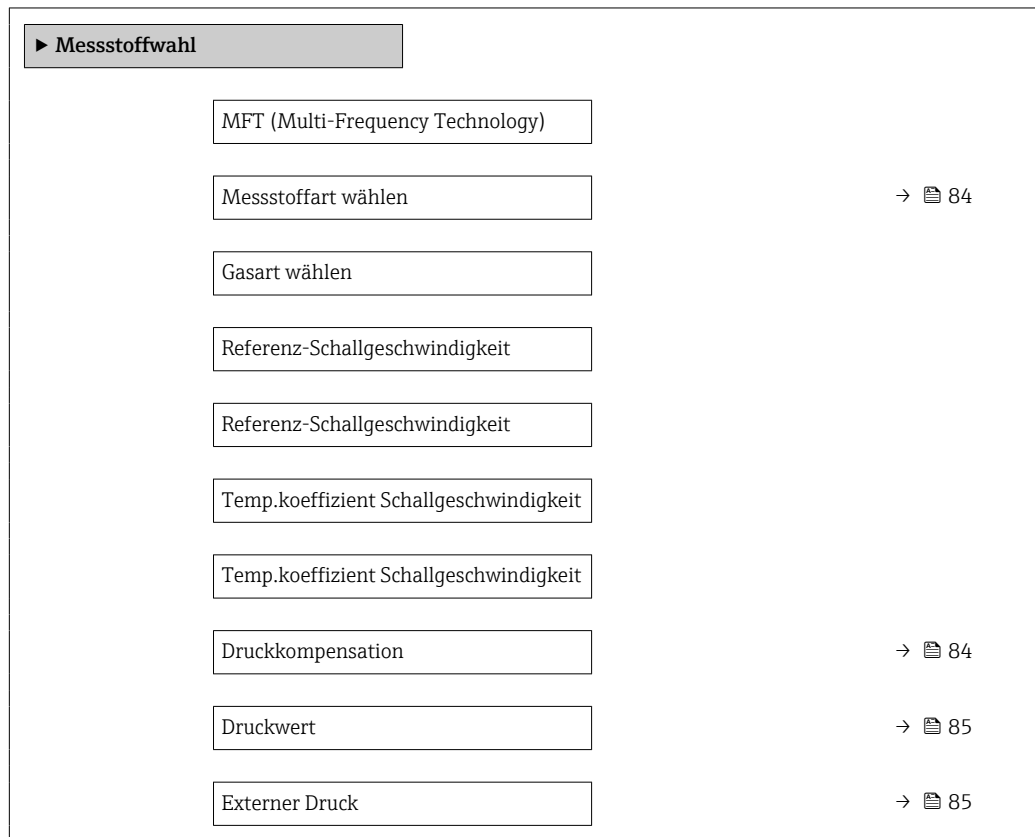 ▶ Messstoffwahl
MFT (Multi-Frequency Technology)
Messstoffart wählen → 84
Gasart wählen
Referenz-Schallgeschwindigkeit
Referenz-Schallgeschwindigkeit
Temp.koeffizient Schallgeschwindigkeit
Temp.koeffizient Schallgeschwindigkeit
Druckkompensation → 84
Druckwert → 85
Externer Druck → 85